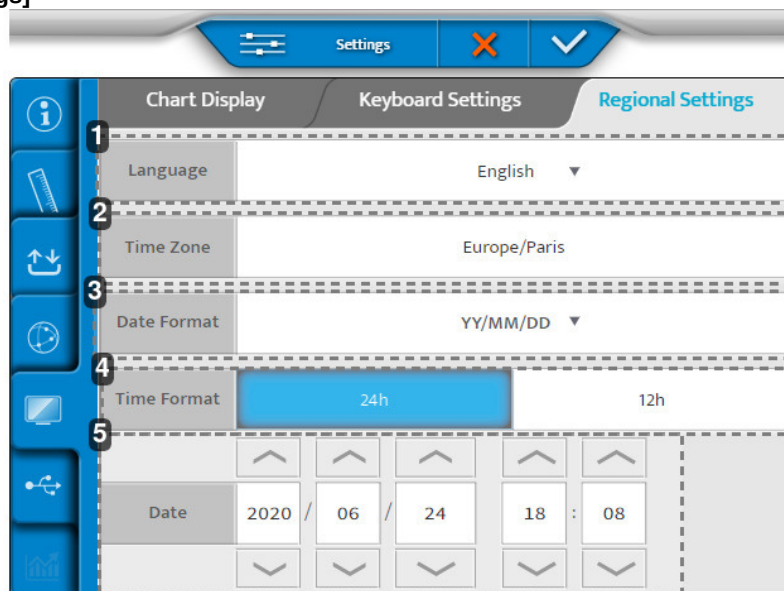 Settings
Chart Display Keyboard Settings Regional Settings
1
Language English ▼
2
Time Zone Europe/Paris
3
Date Format YY/MM/DD ▼
4
Time Format 24h 12h
5
Date 2020 / 06 / 24 18 : 08